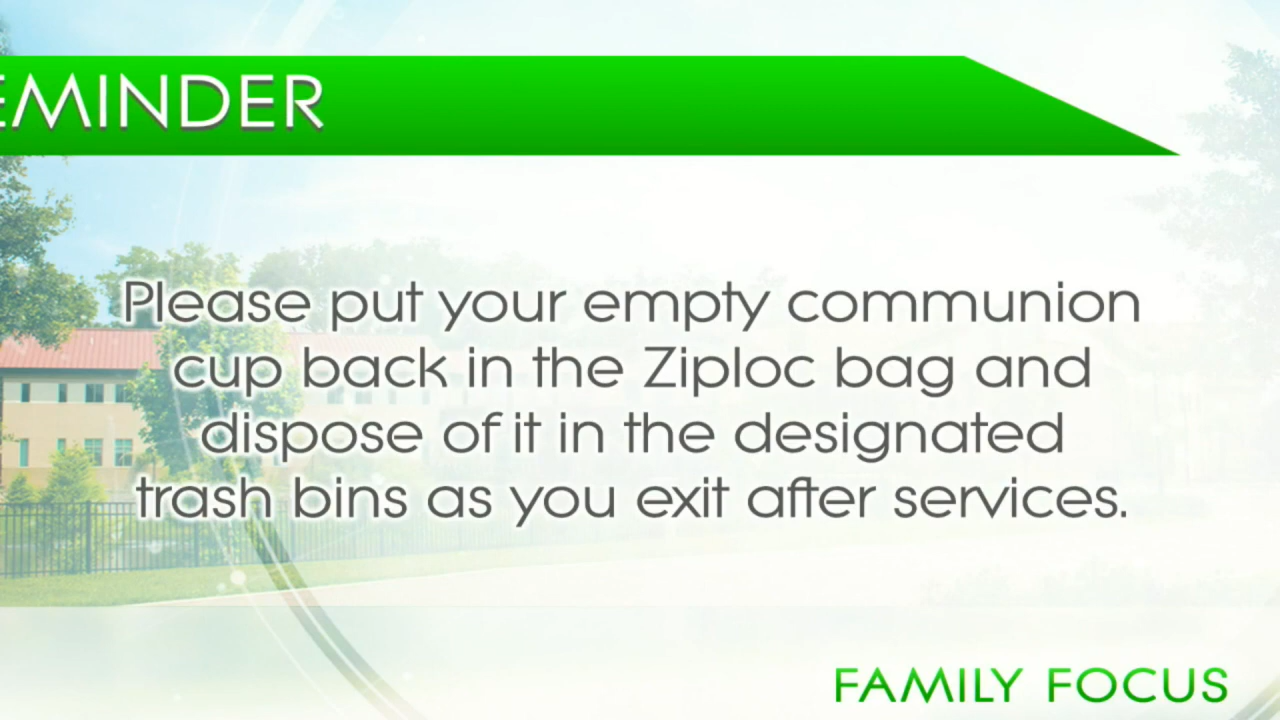 EMINDER
Please put your empty communion
cup back in the Ziploc bag and
dispose of it in the designated
trash bins as you exit after services.
FAMILY FOCUS